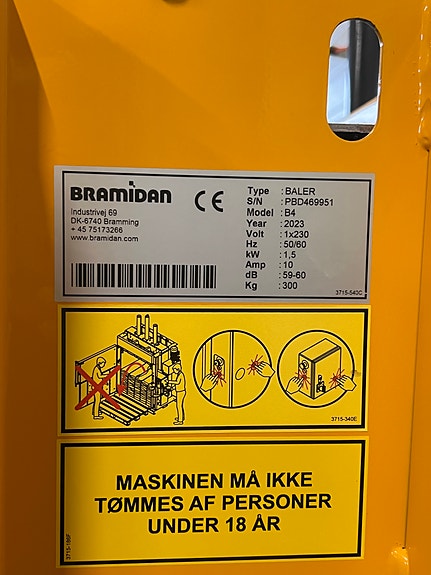 BRAMIDAN
Industrivej 69
DK-6740 Bramming
+ 45 75173266
www.bramidan.com
CE
Type : BALER
S/N : PBD469951
Model : B4
Year : 2023
Volt : 1x230
Hz : 50/60
kW : 1,5
Amp : 10
dB : 59-60
Kg : 300
3715-540C
3715-340E
MASKINEN MÅ IKKE
TØMMES AF PERSONER
UNDER 18 ÅR
3715-186F